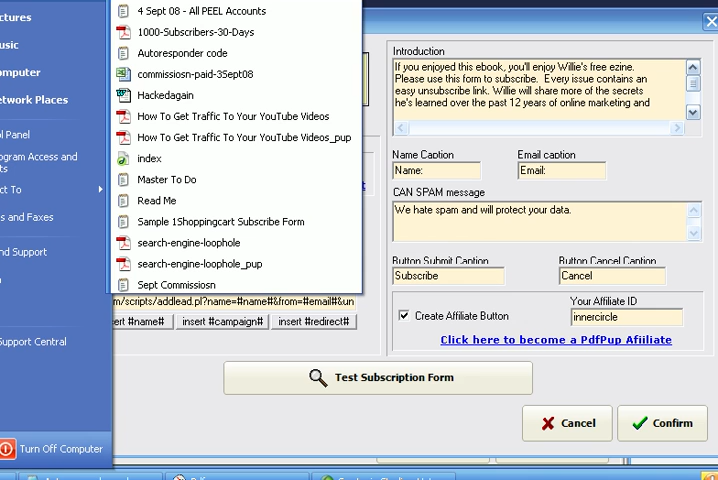 ctures
usic
omputer
etwork Places
ol Panel
ogram Access and
ts
ct To
s and Faxes
nd Support
Support Central
Turn Off Computer
4 Sept 08 - All PEEL Accounts
1000-Subscribers-30-Days
Autoresponder code
commissiosn-paid-3Sept08
Hackedagain
How To Get Traffic To Your YouTube Videos
How To Get Traffic To Your YouTube Videos_pup
index
Master To Do
Read Me
Sample 1Shoppingcart Subscribe Form
search-engine-loophole
search-engine-loophole_pup
Sept Commissiosn
m/scripts/addlead.pl?name=#name#&from=#email#&un
ert #name#
insert #campaign#
insert #redirect#
Introduction
If you enjoyed this ebook, you'll enjoy Willie's free ezine.
Please use this form to subscribe. Every issue contains an
easy unsubscribe link. Willie will share more of the secrets
he's learned over the past 12 years of online marketing and
Name Caption
Email caption
Name:
Email:
CAN SPAM message
We hate spam and will protect your data.
Button Submit Caption
Button Cancel Caption
Subscribe
Cancel
Create Affiliate Button
Your Affiliate ID
innercircle
Click here to become a PdfPup Afiiliate
Test Subscription Form
Cancel
Confirm